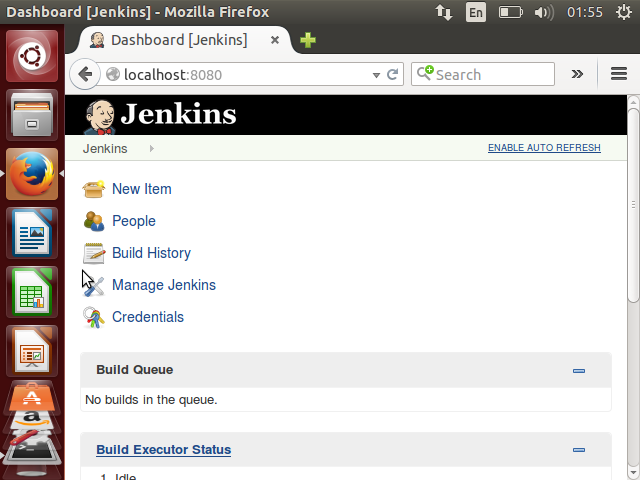 Dashboard [Jenkins] - Mozilla Firefox
En
01:55
Dashboard [Jenkins]
localhost:8080
Search
Jenkins
Jenkins
ENABLE AUTO REFRESH
New Item
People
Build History
Manage Jenkins
Credentials
Build Queue
No builds in the queue.
Build Executor Status
1 Idle